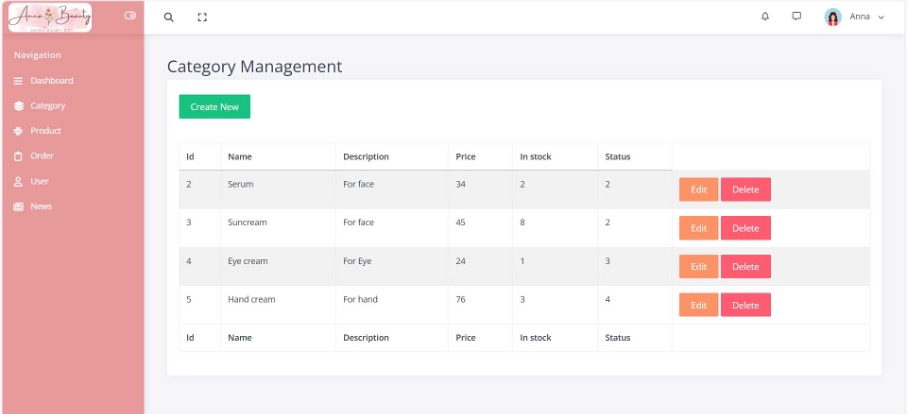 Anna Beauty
Anna
Navigation
Dashboard
Category
Product
Order
User
News
Category Management
Create New
Id Name Description Price In stock Status
2 Serum For face 34 2 2 Edit Delete
3 Suncream For face 45 8 2 Edit Delete
4 Eye cream For Eye 24 1 3 Edit Delete
5 Hand cream For hand 76 3 4 Edit Delete
Id Name Description Price In stock Status